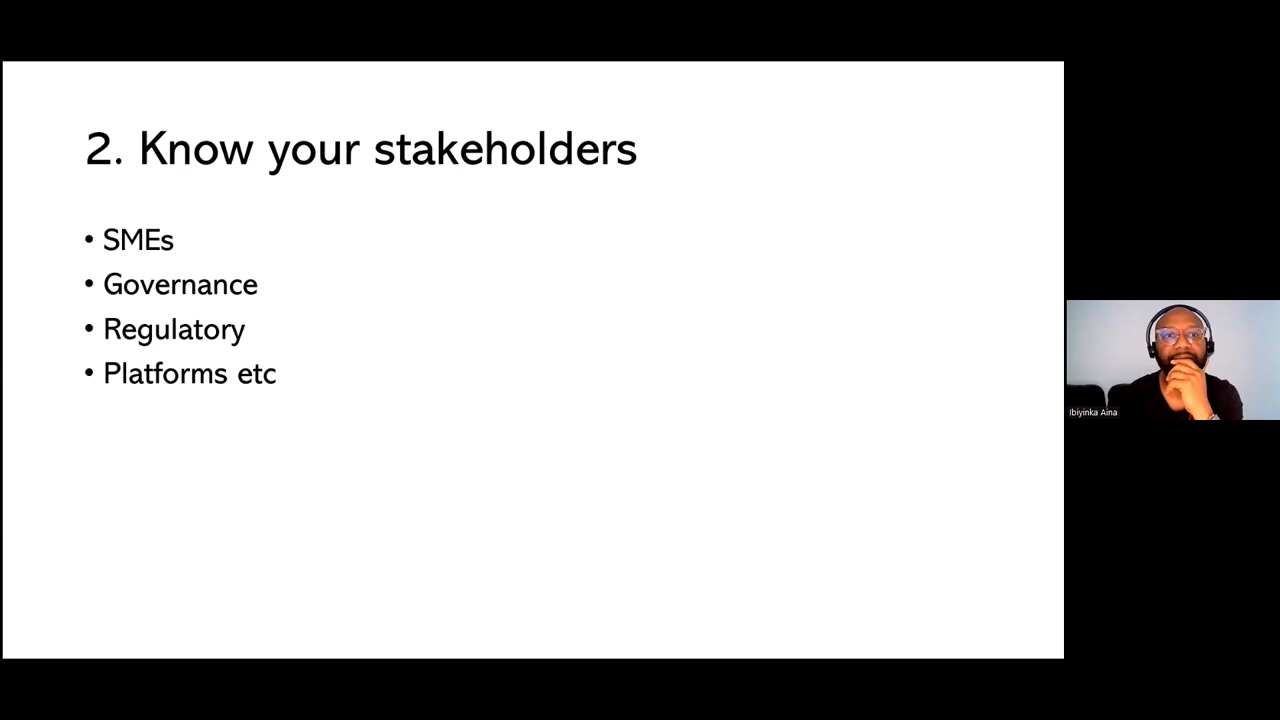 2. Know your stakeholders
• SMEs
• Governance
• Regulatory
• Platforms etc
Ibiyinka Aina